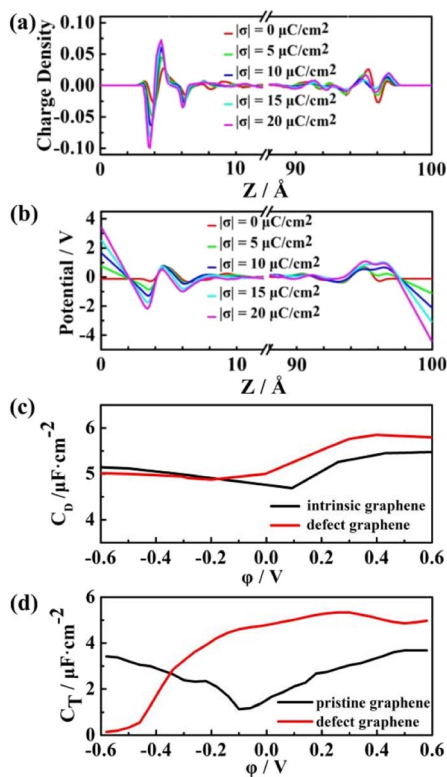 (a)
Charge Density
0.10
0.05
0.00
-0.05
-0.10
|σ| = 0 μC/cm2
|σ| = 5 μC/cm2
|σ| = 10 μC/cm2
|σ| = 15 μC/cm2
|σ| = 20 μC/cm2
0 10 90 100
Z / Å
(b)
Potential / V
4
2
0
-2
-4
|σ| = 0 μC/cm2
|σ| = 5 μC/cm2
|σ| = 10 μC/cm2
|σ| = 15 μC/cm2
|σ| = 20 μC/cm2
0 10 90 100
Z / Å
(c)
C_D /μF·cm⁻²
6
5
4
intrinsic graphene
defect graphene
-0.6 -0.4 -0.2 0.0 0.2 0.4 0.6
φ / V
(d)
C_T / μF·cm⁻²
6
4
2
0
pristine graphene
defect graphene
-0.6 -0.4 -0.2 0.0 0.2 0.4 0.6
φ / V